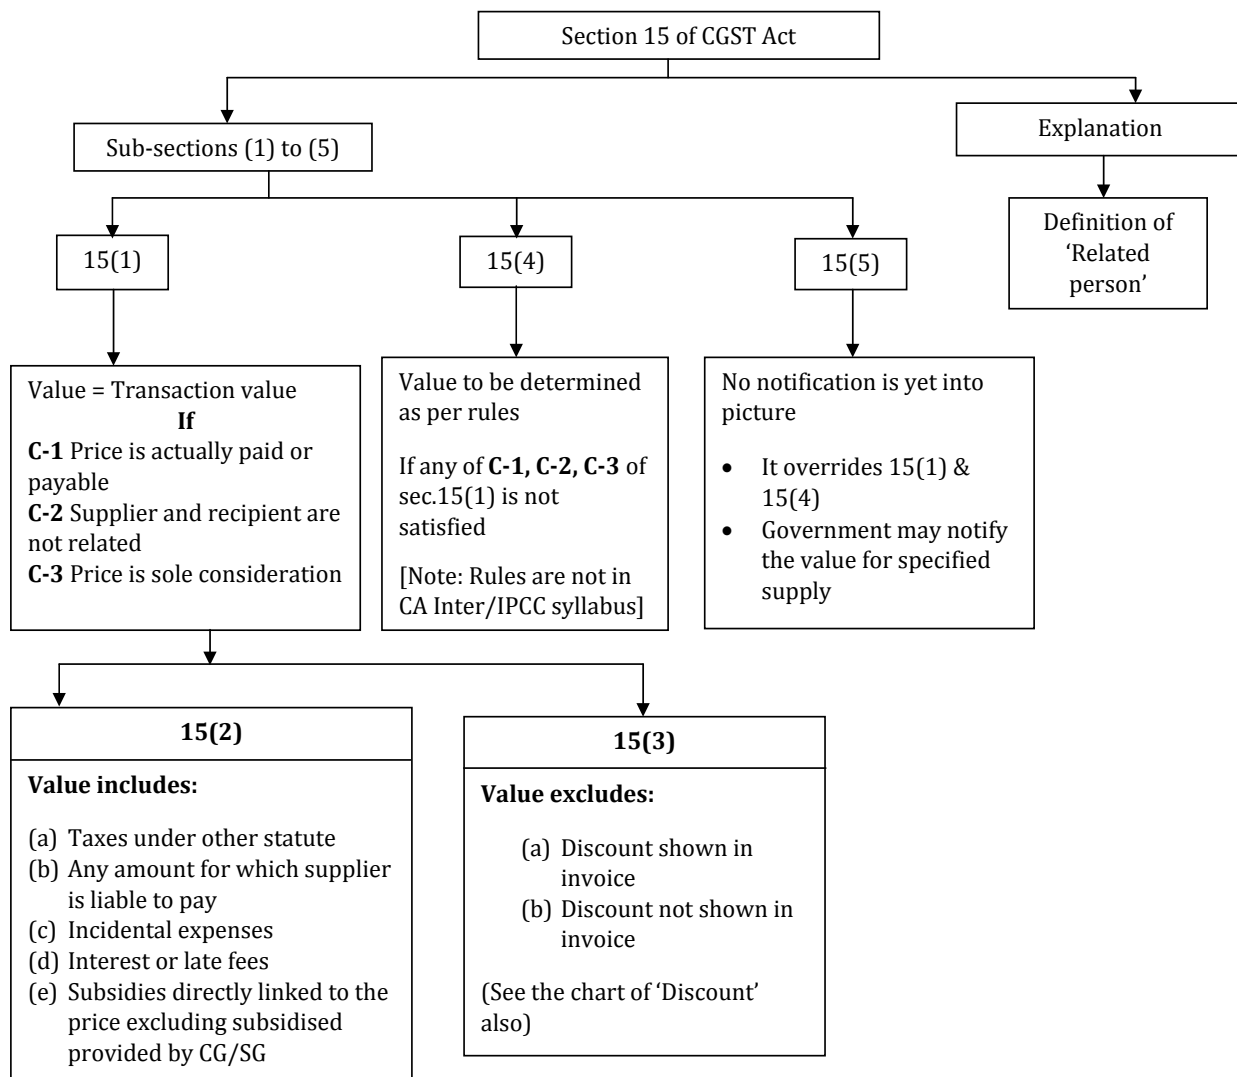 Section 15 of CGST Act
Sub-sections (1) to (5)
Explanation
Definition of
‘Related
person’
15(1)
15(4)
15(5)
Value = Transaction value
If
C-1 Price is actually paid or
payable
C-2 Supplier and recipient are
not related
C-3 Price is sole consideration
Value to be determined
as per rules
If any of C-1, C-2, C-3 of
sec.15(1) is not
satisfied
[Note: Rules are not in
CA Inter/IPCC syllabus]
No notification is yet into
picture
• It overrides 15(1) &
15(4)
• Government may notify
the value for specified
supply
15(2)
Value includes:
(a) Taxes under other statute
(b) Any amount for which supplier
is liable to pay
(c) Incidental expenses
(d) Interest or late fees
(e) Subsidies directly linked to the
price excluding subsidised
provided by CG/SG
15(3)
Value excludes:
(a) Discount shown in
invoice
(b) Discount not shown in
invoice
(See the chart of ‘Discount’
also)